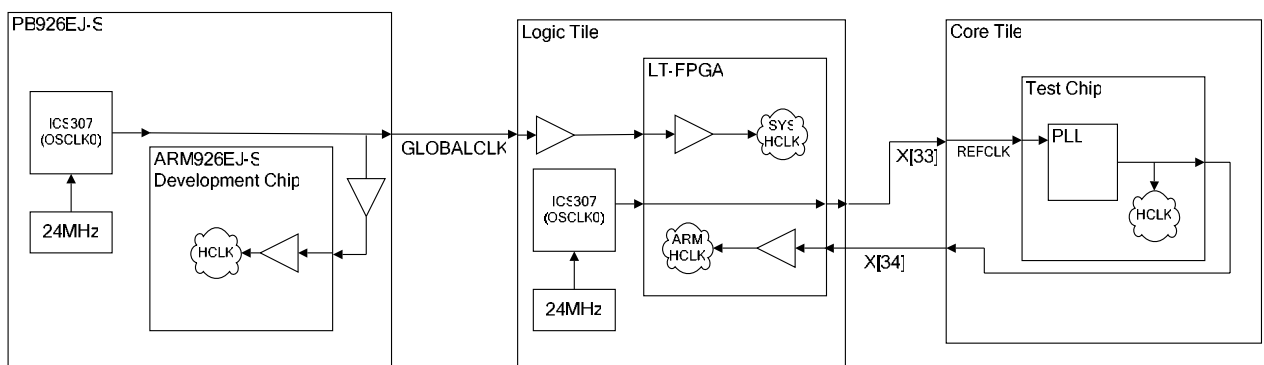 PB926EJ-S
ICS307
(OSCLK0)
24MHz
ARM926EJ-S
Development Chip
HCLK
GLOBALCLK
Logic Tile
LT-FPGA
SYS
HCLK
ICS307
(OSCLK0)
24MHz
ARM
HCLK
X[33]
X[34]
Core Tile
REFCLK
Test Chip
PLL
HCLK